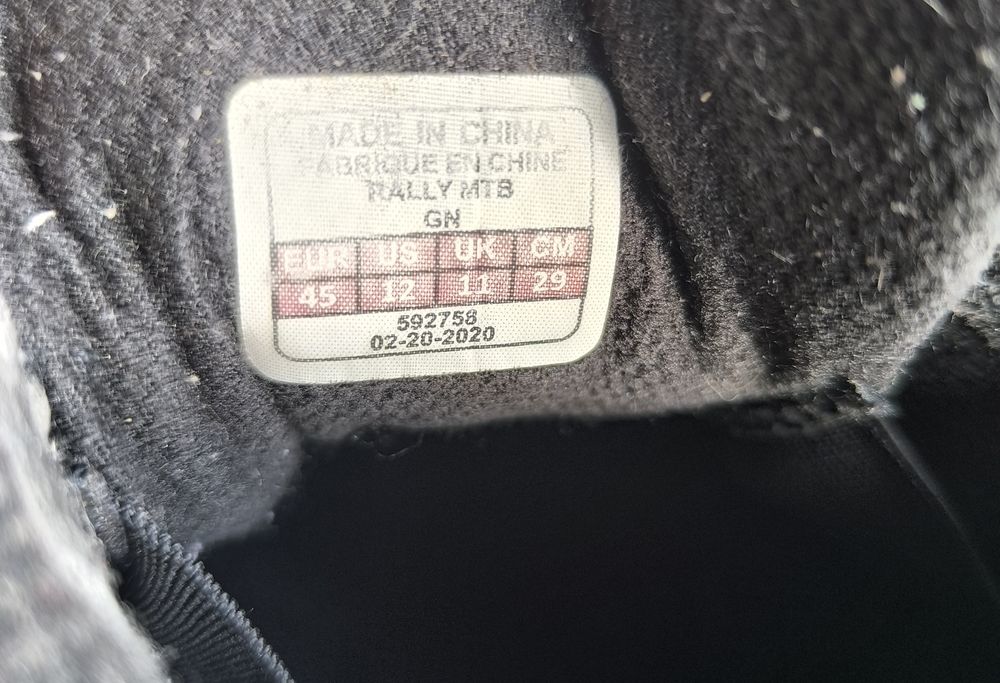 MADE IN CHINA
FABRIQUE EN CHINE
RALLY MTB
GN
EUR US UK CM
45 12 11 29
592758
02-20-2020